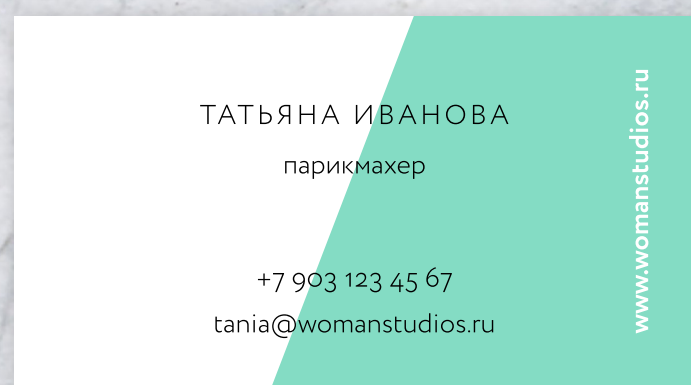 ТАТЬЯНА ИВАНОВА
парикмахер
+7 903 123 45 67
tania@womanstudios.ru
www.womanstudios.ru